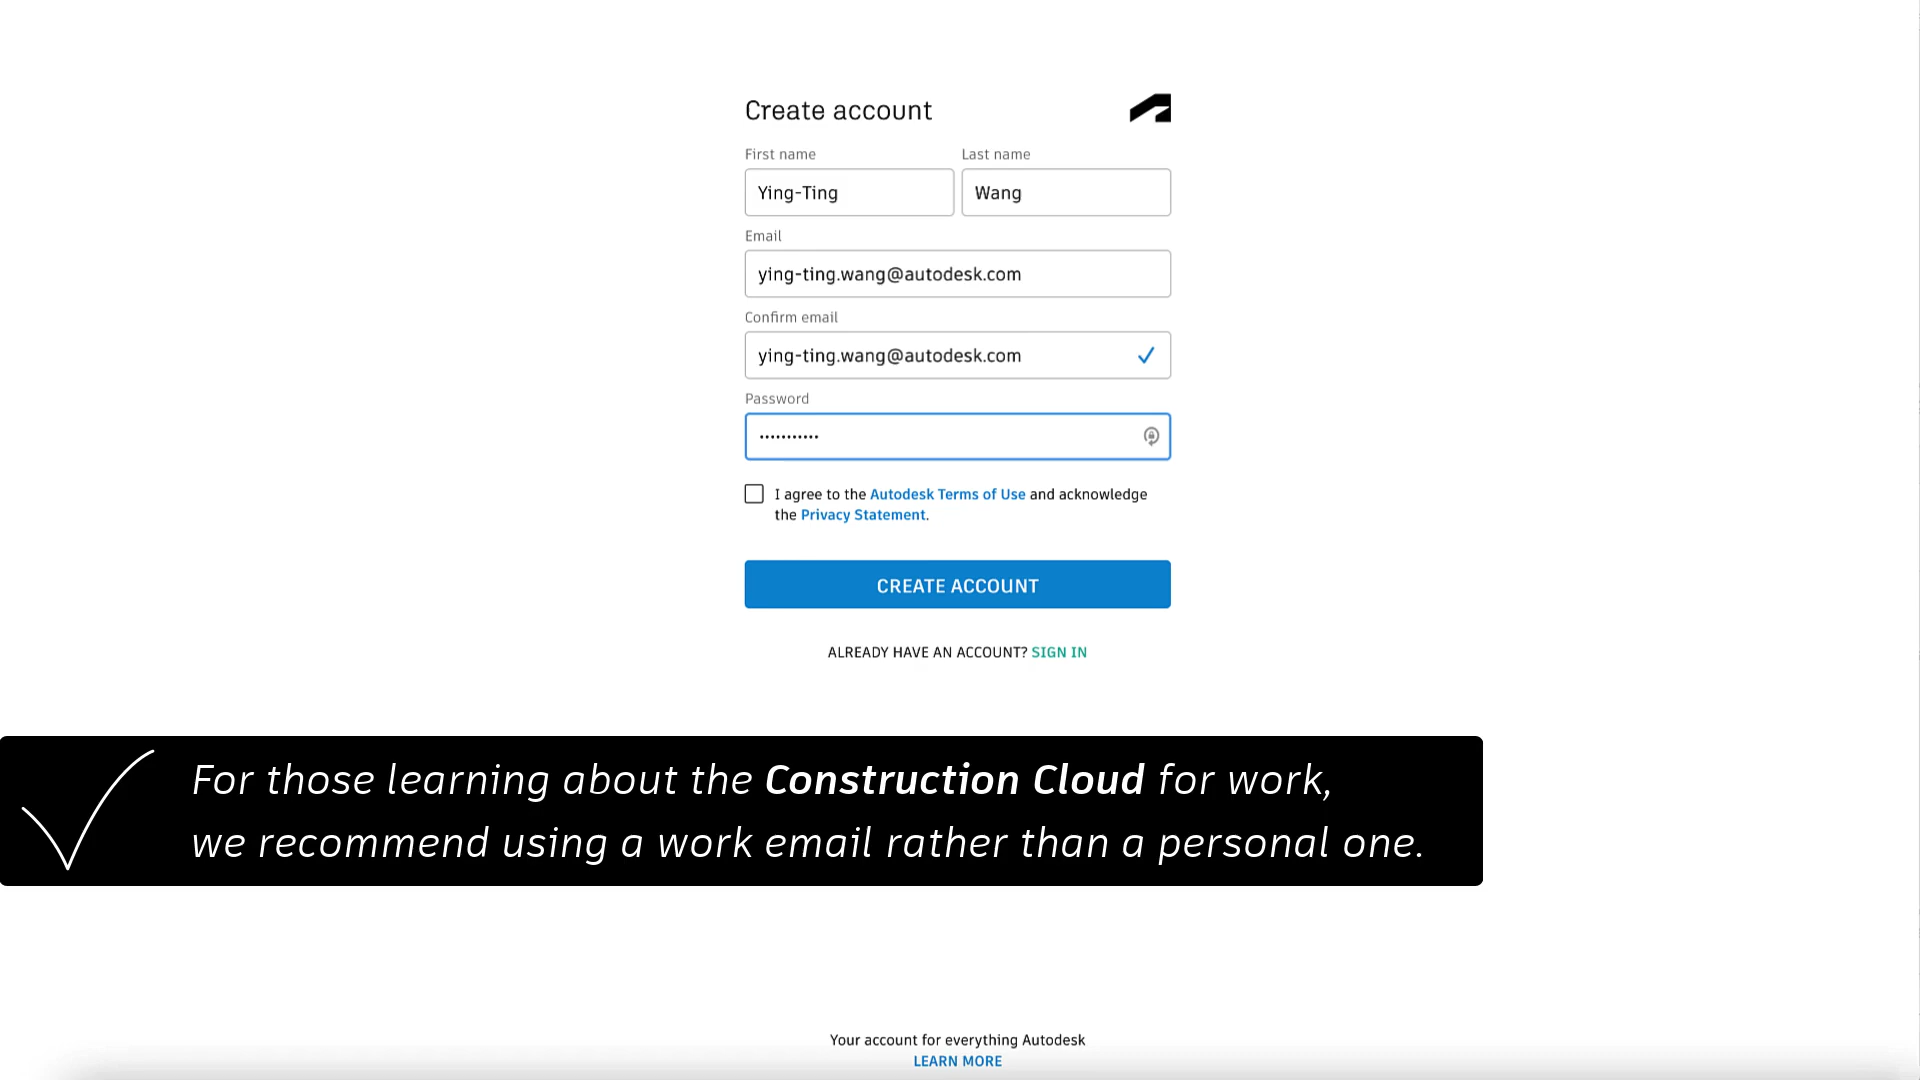 Create account
First name
Last name
Ying-Ting
Wang
Email
ying-ting.wang@autodesk.com
Confirm email
ying-ting.wang@autodesk.com
Password
•••••••••••
I agree to the Autodesk Terms of Use and acknowledge
the Privacy Statement.
CREATE ACCOUNT
ALREADY HAVE AN ACCOUNT? SIGN IN
For those learning about the Construction Cloud for work,
we recommend using a work email rather than a personal one.
Your account for everything Autodesk
LEARN MORE